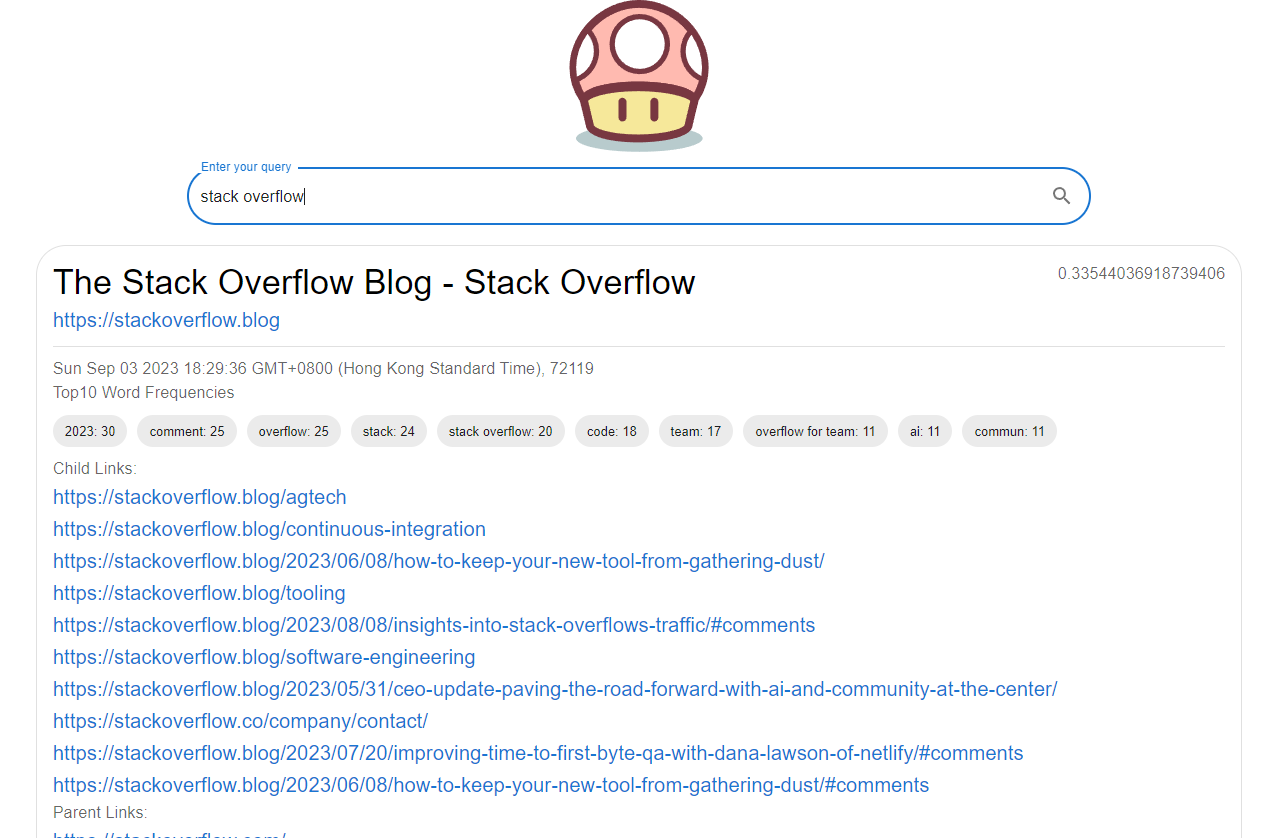 Enter your query
stack overflow
The Stack Overflow Blog - Stack Overflow
0.33544036918739406
https://stackoverflow.blog
Sun Sep 03 2023 18:29:36 GMT+0800 (Hong Kong Standard Time), 72119
Top10 Word Frequencies
2023: 30 comment: 25 overflow: 25 stack: 24 stack overflow: 20 code: 18 team: 17 overflow for team: 11 ai: 11 commun: 11
Child Links:
https://stackoverflow.blog/agtech
https://stackoverflow.blog/continuous-integration
https://stackoverflow.blog/2023/06/08/how-to-keep-your-new-tool-from-gathering-dust/
https://stackoverflow.blog/tooling
https://stackoverflow.blog/2023/08/08/insights-into-stack-overflows-traffic/#comments
https://stackoverflow.blog/software-engineering
https://stackoverflow.blog/2023/05/31/ceo-update-paving-the-road-forward-with-ai-and-community-at-the-center/
https://stackoverflow.co/company/contact/
https://stackoverflow.blog/2023/07/20/improving-time-to-first-byte-qa-with-dana-lawson-of-netlify/#comments
https://stackoverflow.blog/2023/06/08/how-to-keep-your-new-tool-from-gathering-dust/#comments
Parent Links:
https://stackoverflow.com/